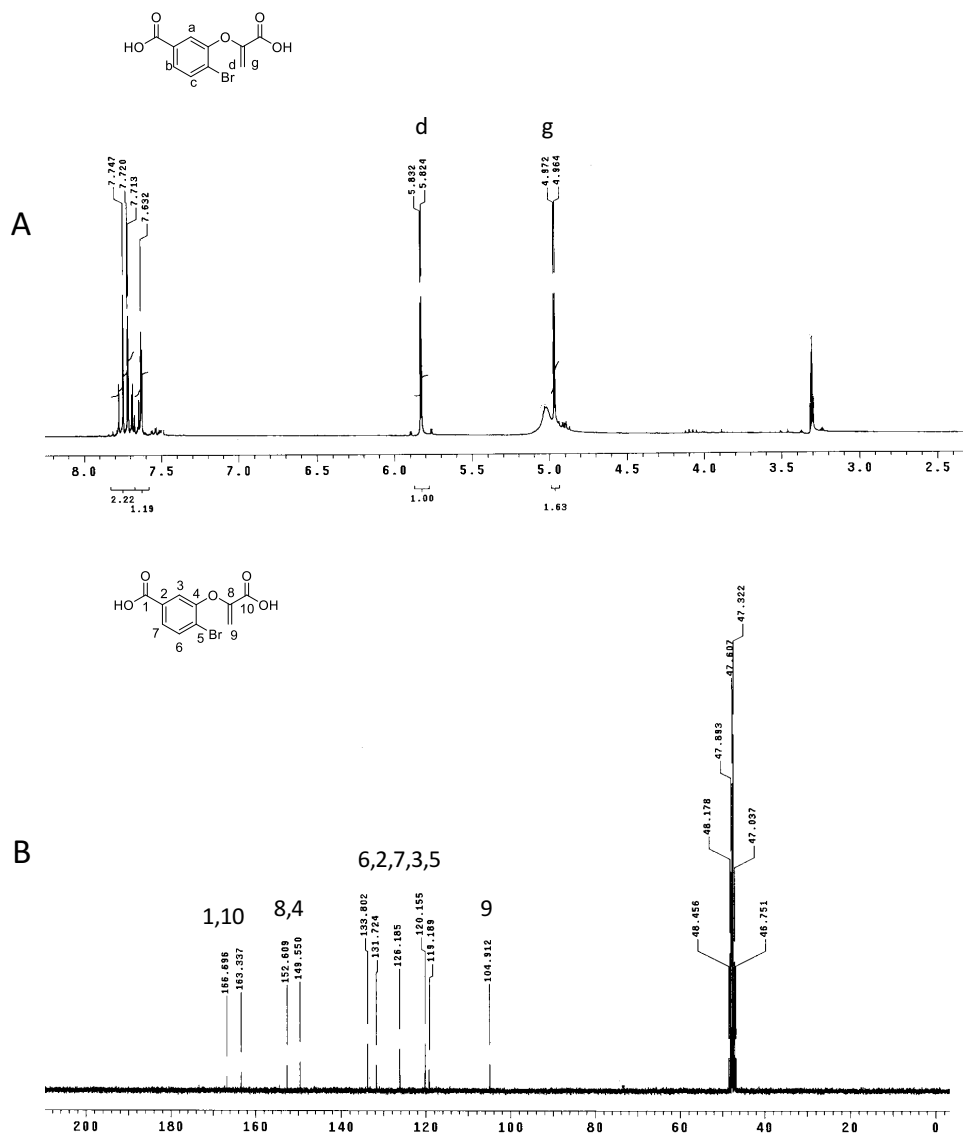 O
HO
a
b
c
O
Br
O
OH
d
g
d
g
7.747
7.720
7.713
7.632
5.832
5.824
4.972
4.964
A
8.0 7.5 7.0 6.5 6.0 5.5 5.0 4.5 4.0 3.5 3.0 2.5
2.22
1.19
1.00
1.63
O
HO
1
2
3
4
O
8
O
10
OH
7
6
5
Br
9
B
1,10
8,4
6,2,7,3,5
9
166.696
163.337
152.609
149.550
133.802
131.724
126.185
120.155
119.189
104.912
48.456
48.178
47.893
47.607
47.322
47.037
46.751
200 180 160 140 120 100 80 60 40 20 0